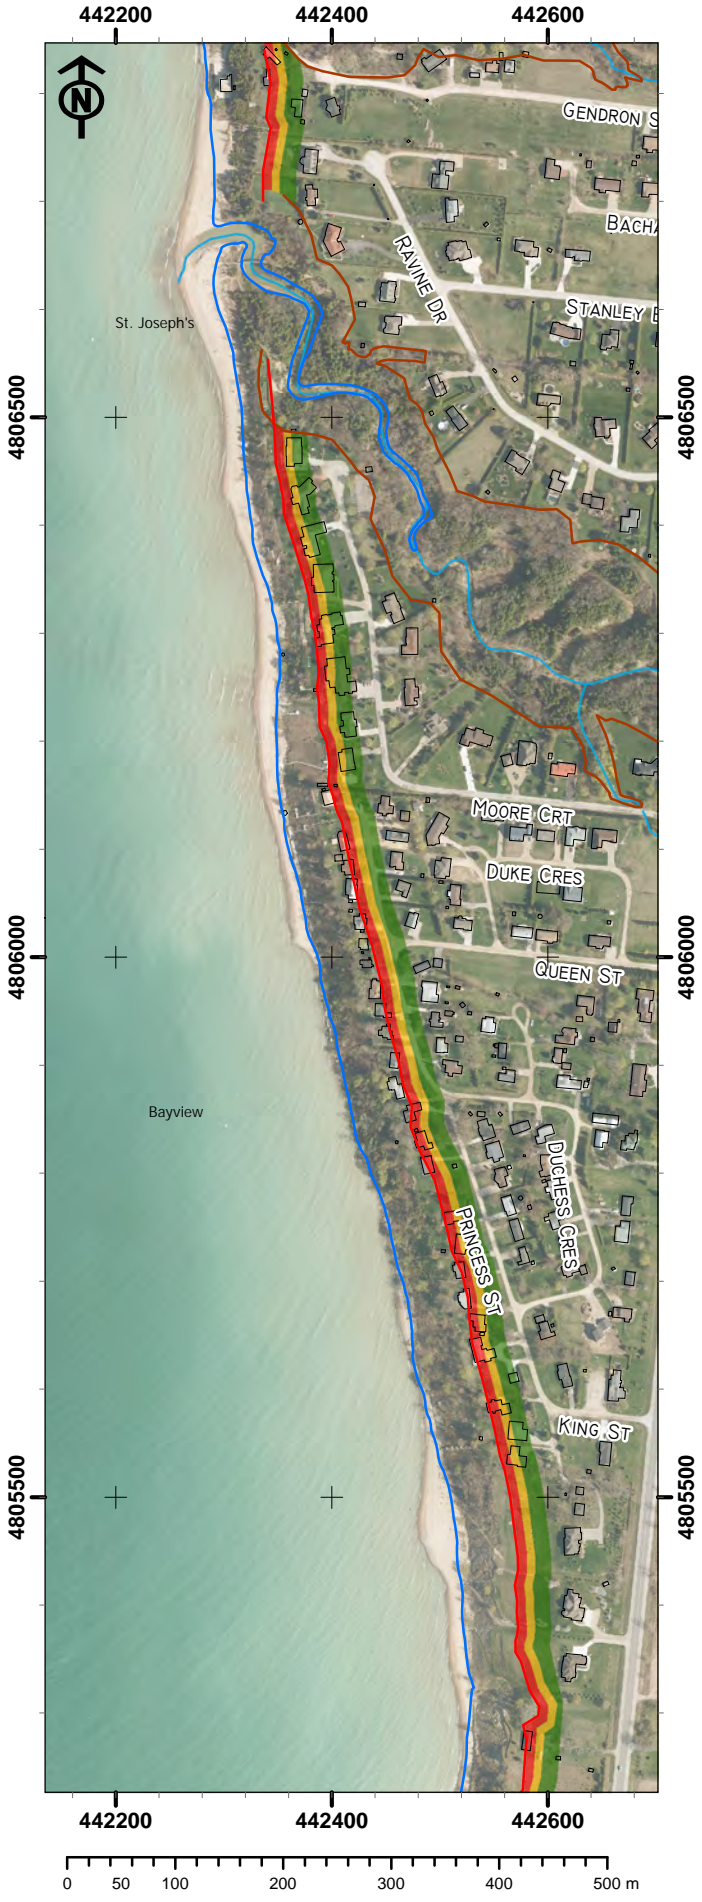 442200 442400 442600
N
GENDRON S
BACHA
RAVINE DR
STANLEY B
St. Joseph's
4806500 4806500
MOORE CRT
DUKE CRES
4806000 4806000
QUEEN ST
Bayview
DUCHESS CRES
PRINCESS ST
KING ST
4805500 4805500
442200 442400 442600
0 50 100 200 300 400 500 m